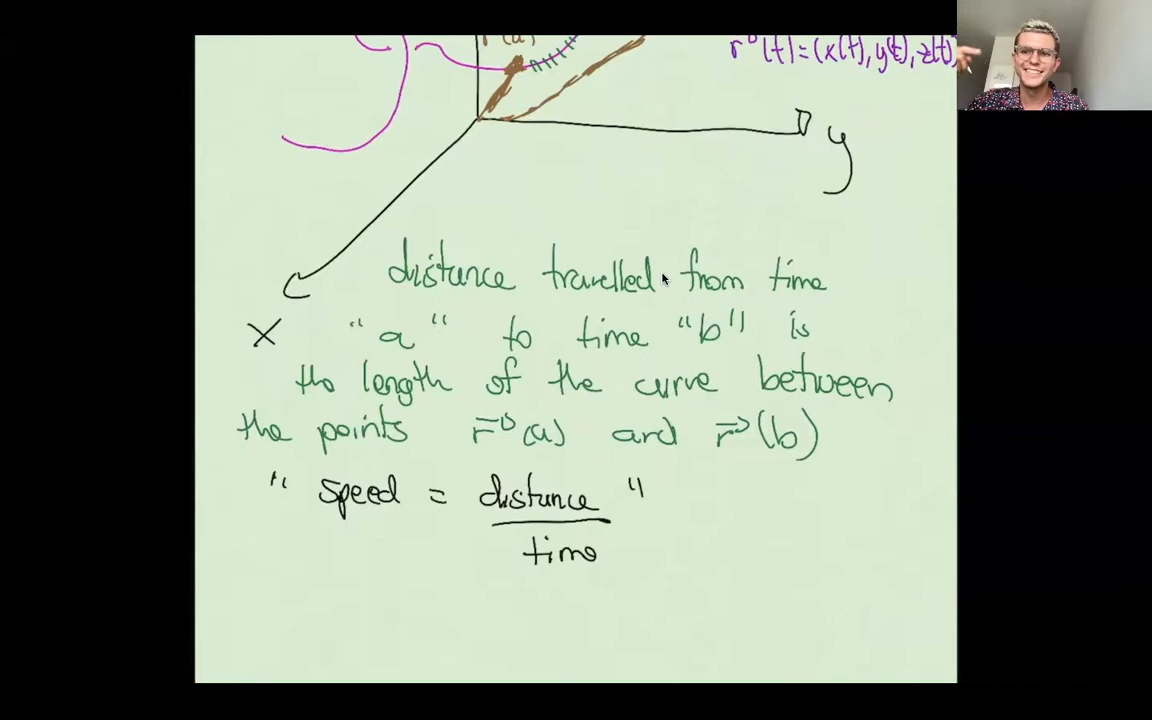 r(a)
r(t)=(x(t), y(t), z(t)
y
distance travelled from time
X "a" to time "b" is
the length of the curve between
the points r(a) and r(b)
"speed = distance"
time